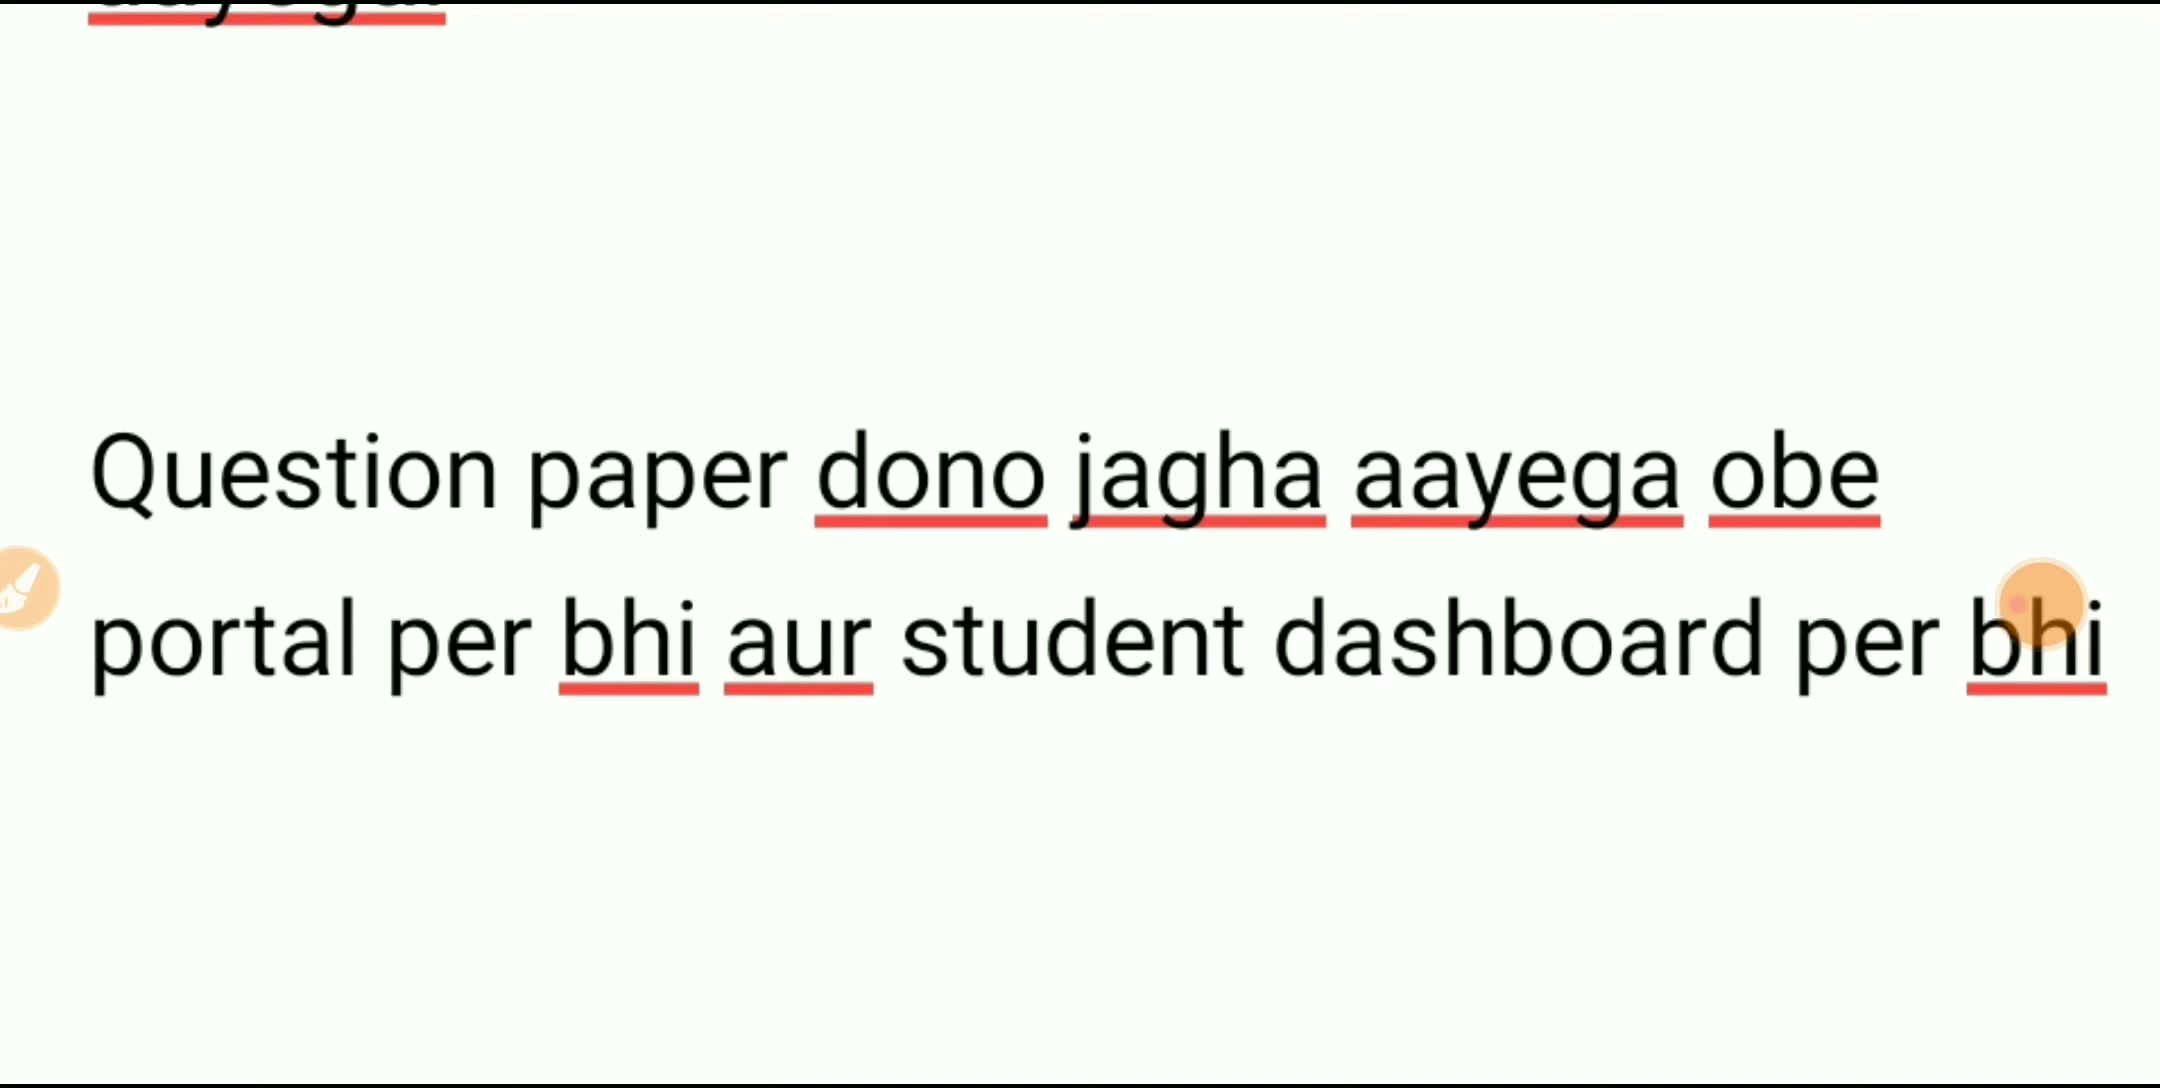 Question paper dono jagha aayega obe
portal per bhi aur student dashboard per bhi